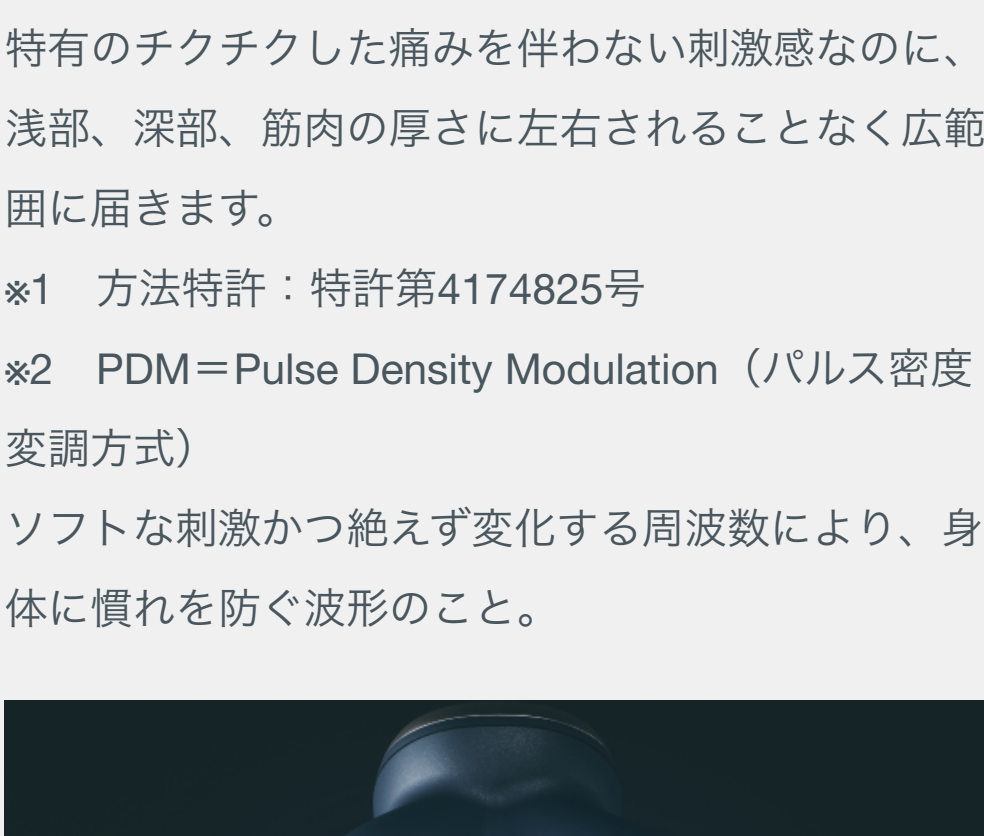 特有のチクチクした痛みを伴わない刺激感なのに、
浅部、深部、筋肉の厚さに左右されることなく広範
囲に届きます。
※1　方法特許：特許第4174825号
※2　PDM＝Pulse Density Modulation（パルス密度
変調方式）
ソフトな刺激かつ絶えず変化する周波数により、身
体に慣れを防ぐ波形のこと。